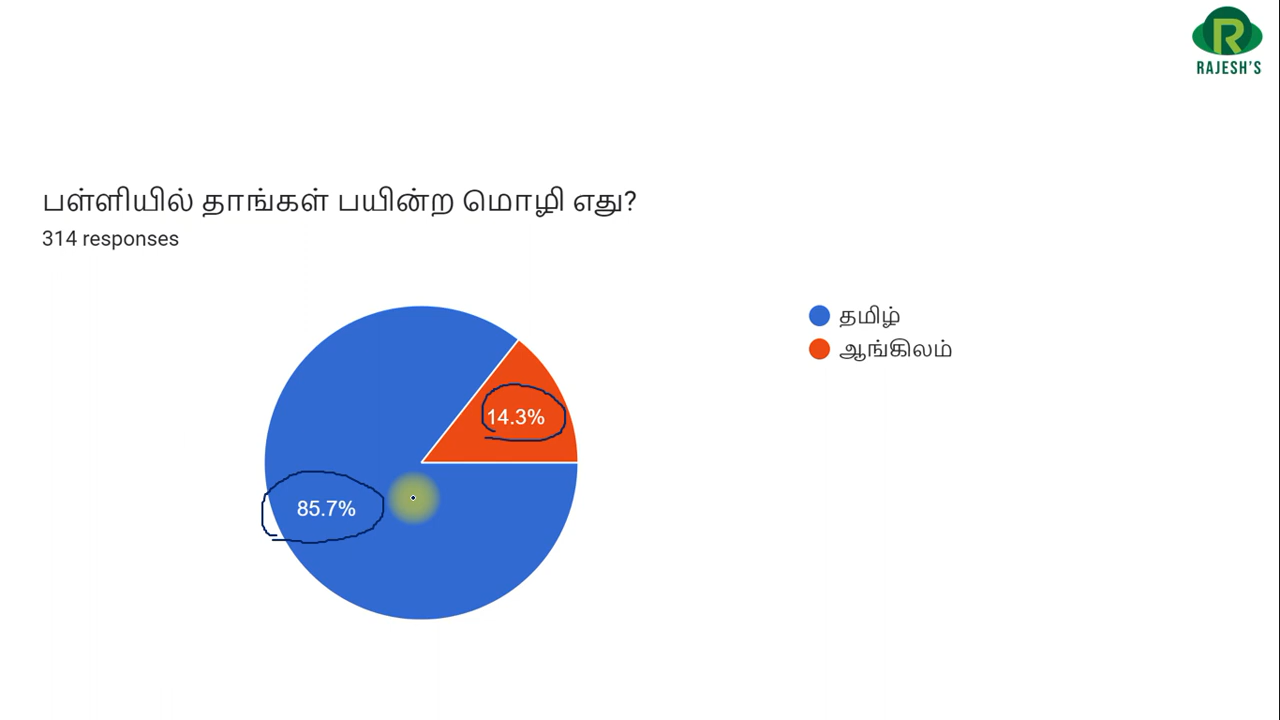 R
RAJESH'S
பள்ளியில் தாங்கள் பயின்ற மொழி எது?
314 responses
தமிழ்
ஆங்கிலம்
14.3%
85.7%